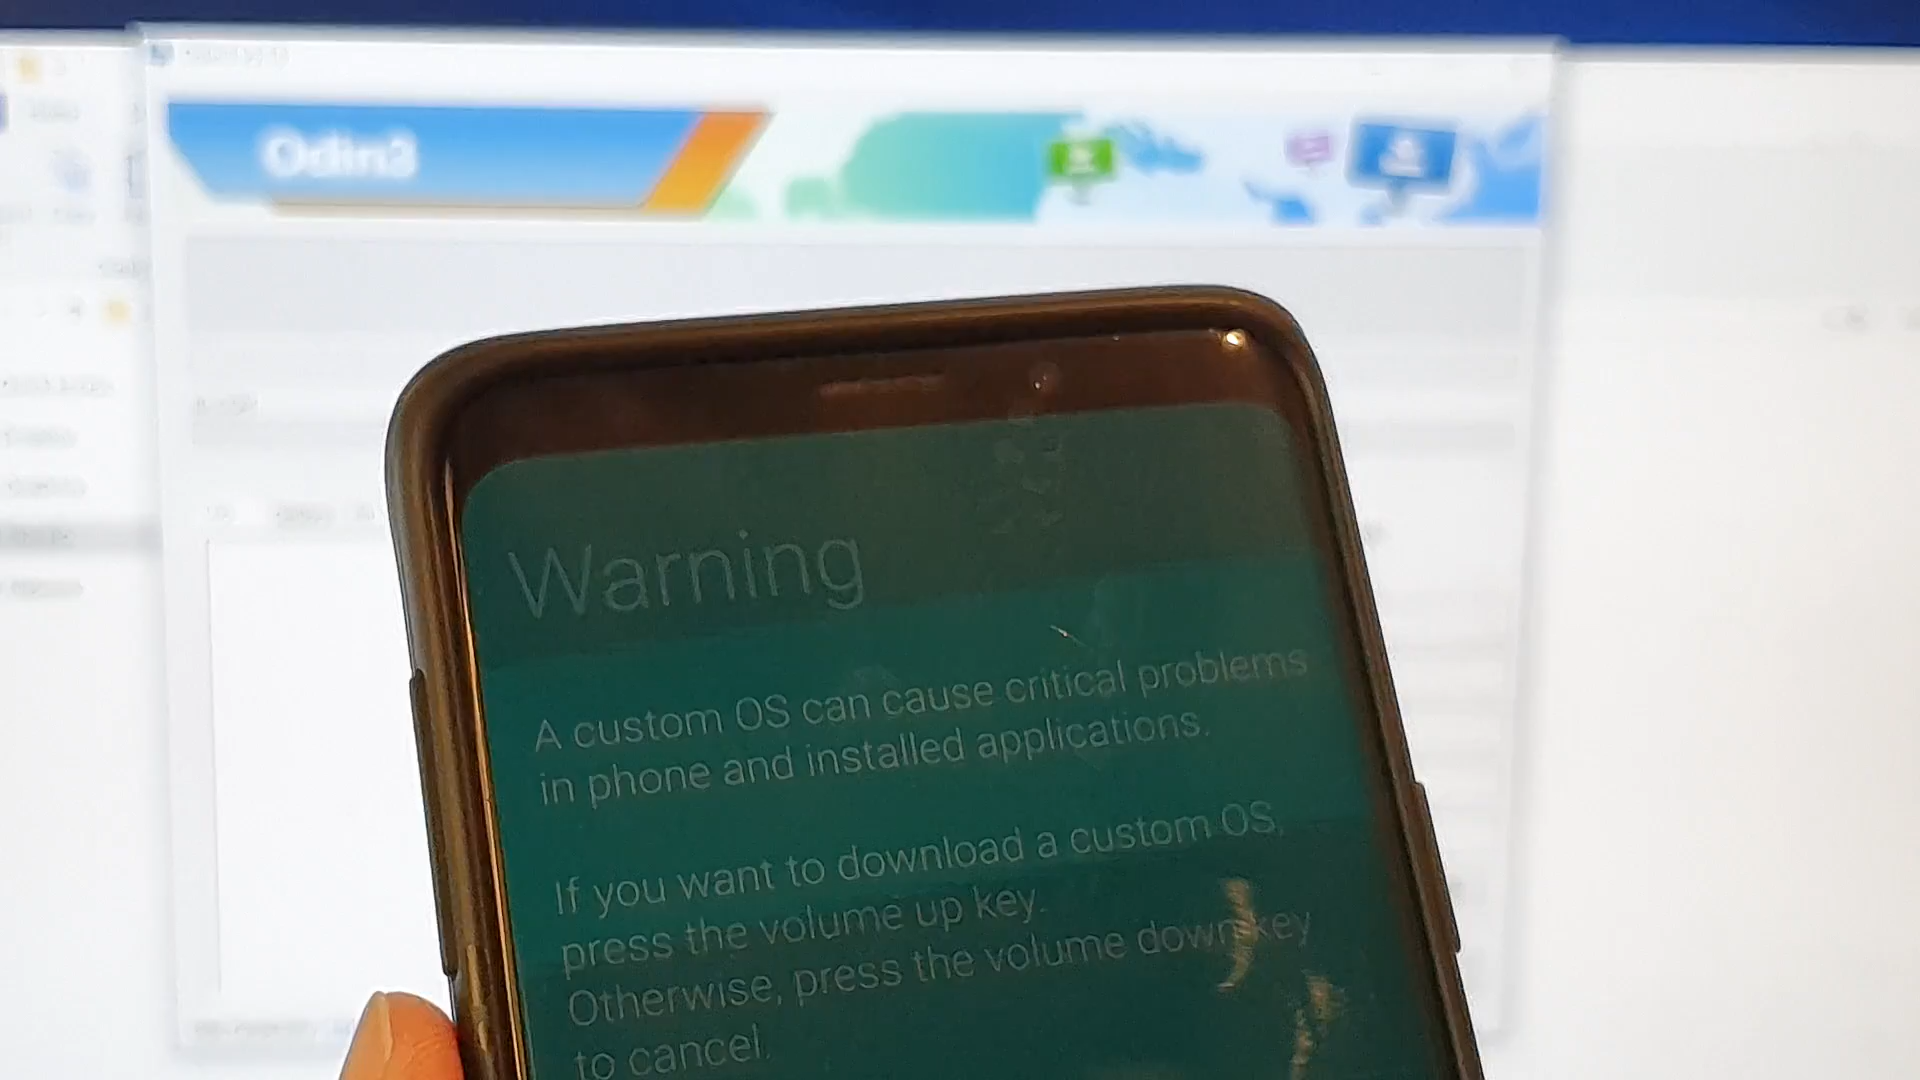 Odin3
Warning
A custom OS can cause critical problems
in phone and installed applications.
If you want to download a custom OS,
press the volume up key.
Otherwise, press the volume down key
to cancel.